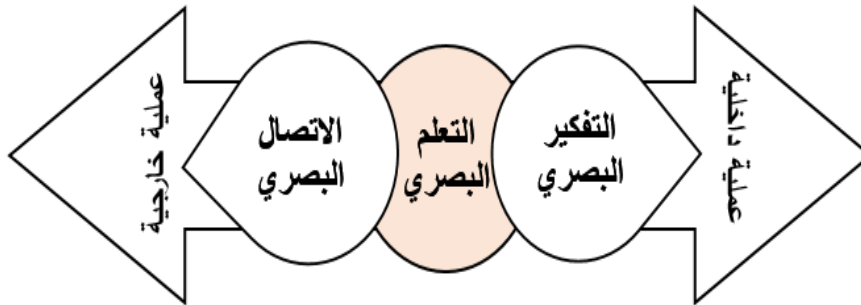 عملية داخلية
التفكير
البصري
التعلم
البصري
الاتصال
البصري
عملية خارجية